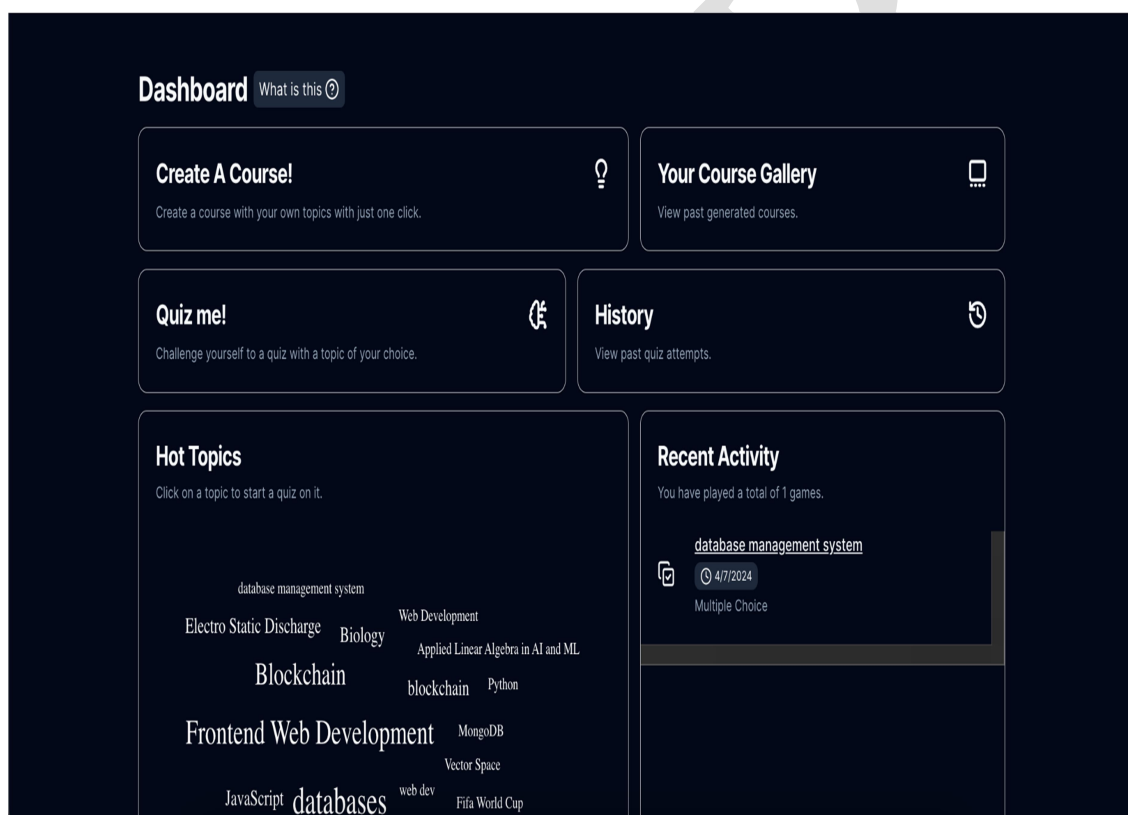 Dashboard What is this
Create A Course!
Create a course with your own topics with just one click.
Your Course Gallery
View past generated courses.
Quiz me!
Challenge yourself to a quiz with a topic of your choice.
History
View past quiz attempts.
Hot Topics
Click on a topic to start a quiz on it.
database management system
Web Development
Electro Static Discharge
Biology
Applied Linear Algebra in AI and ML
Blockchain
blockchain
Python
Frontend Web Development
MongoDB
Vector Space
JavaScript
databases
web dev
Fifa World Cup
Recent Activity
You have played a total of 1 games.
database management system
4/7/2024
Multiple Choice